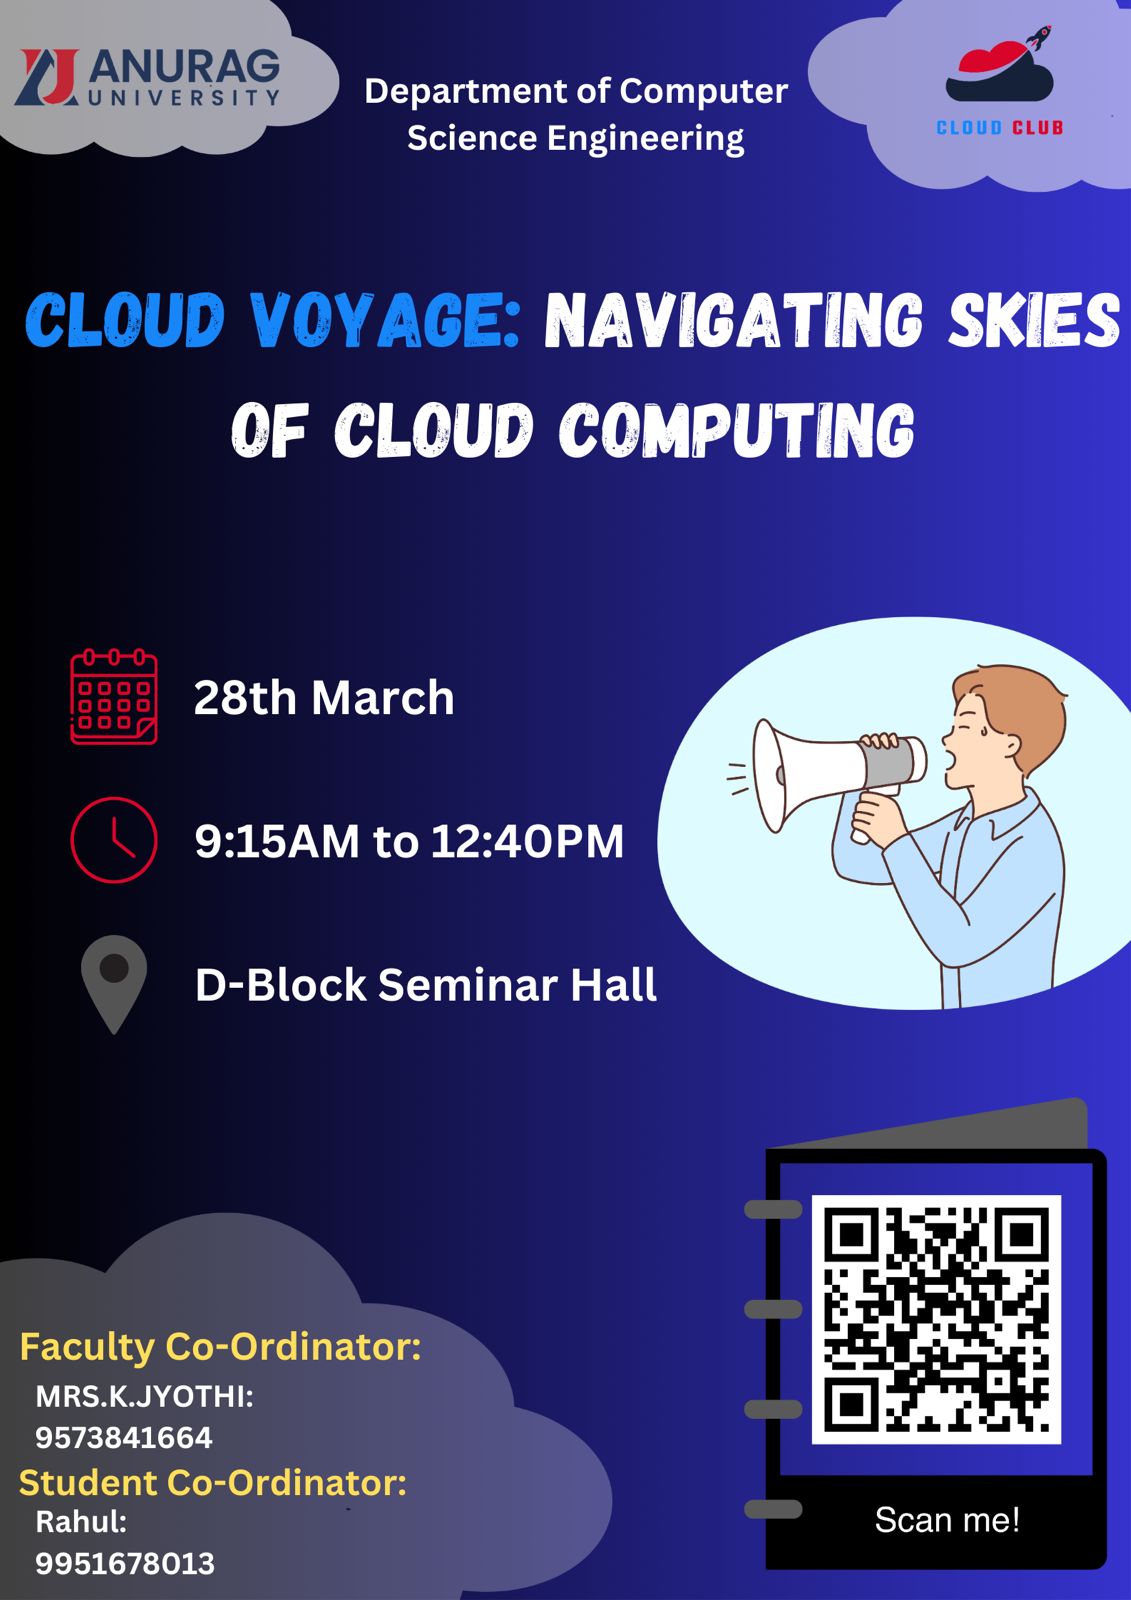 ANURAG
UNIVERSITY
Department of Computer
Science Engineering
CLOUD CLUB
CLOUD VOYAGE: NAVIGATING SKIES
OF CLOUD COMPUTING
28th March
9:15AM to 12:40PM
D-Block Seminar Hall
Faculty Co-Ordinator:
MRS.K.JYOTHI:
9573841664
Student Co-Ordinator:
Rahul:
9951678013
Scan me!